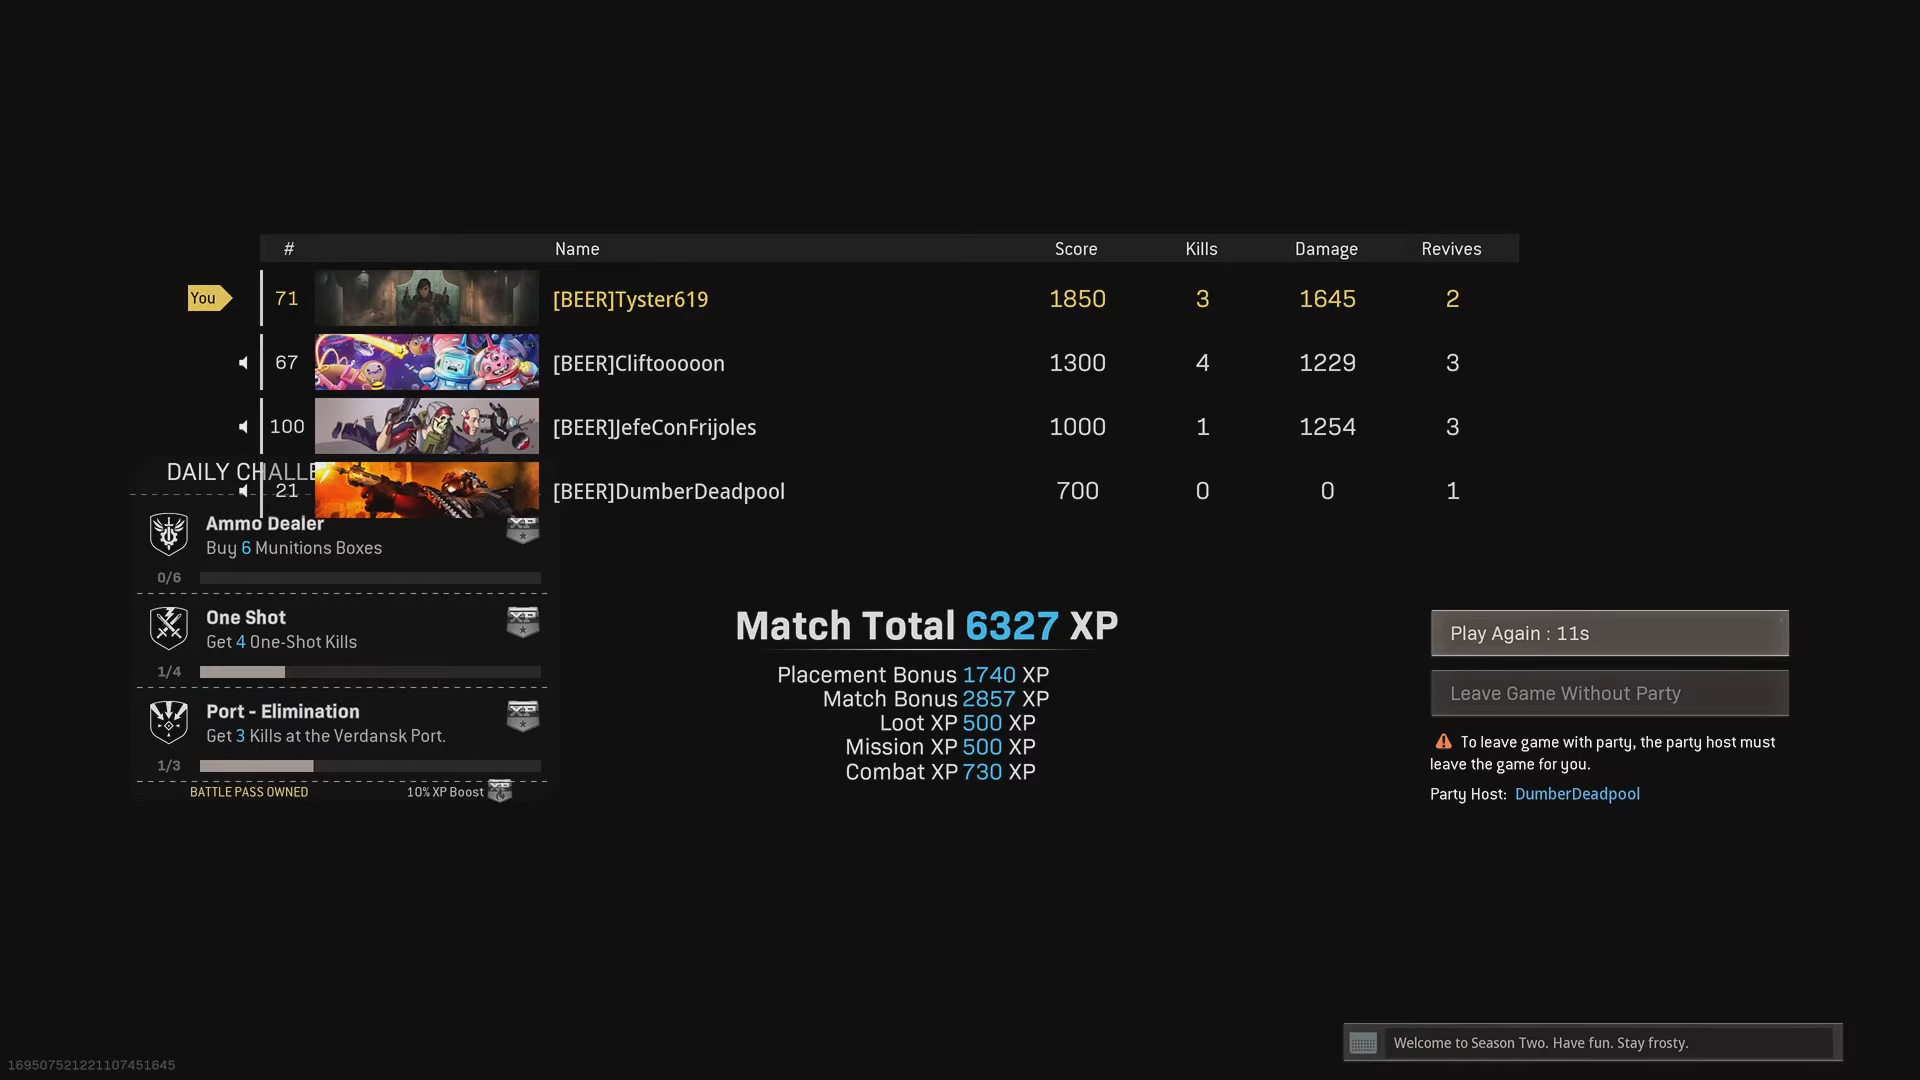 # Name Score Kills Damage Revives
You 71 [BEER]Tyster619 1850 3 1645 2
67 [BEER]Cliftooooon 1300 4 1229 3
100 [BEER]JefeConFrijoles 1000 1 1254 3
DAILY CHALLE
21 [BEER]DumberDeadpool 700 0 0 1
Ammo Dealer
Buy 6 Munitions Boxes
0/6
One Shot
XP
Get 4 One-Shot Kills
1/4
Port - Elimination
XP
Get 3 Kills at the Verdansk Port.
1/3
BATTLE PASS OWNED 10% XP Boost
Match Total 6327 XP
Placement Bonus 1740 XP
Match Bonus 2857 XP
Loot XP 500 XP
Mission XP 500 XP
Combat XP 730 XP
Play Again : 11s
Leave Game Without Party
To leave game with party, the party host must
leave the game for you.
Party Host: DumberDeadpool
Welcome to Season Two. Have fun. Stay frosty.
169507521221107451645